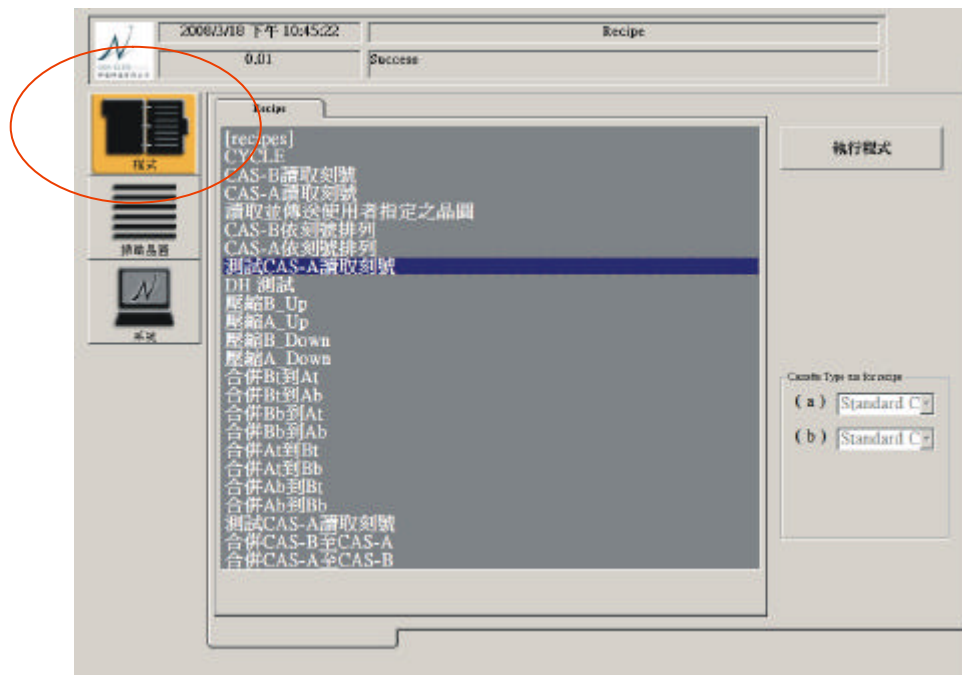 2008/3/18 下午 10:45:22
Recipe
0.01
Success
程式
掃瞄晶圓
系統
Recipe
[recipes]
CYCLE
CAS-B讀取刻號
CAS-A讀取刻號
讀取並傳送使用者指定之晶圓
CAS-B依刻號排列
CAS-A依刻號排列
測試CAS-A讀取刻號
DH 測試
壓縮B_Up
壓縮A_Up
壓縮B_Down
壓縮A_Down
合併Bt到At
合併Bt到Ab
合併Bb到At
合併Bb到Ab
合併At到Bt
合併At到Bb
合併Ab到Bt
合併Ab到Bb
測試CAS-A讀取刻號
合併CAS-B至CAS-A
合併CAS-A至CAS-B
執行程式
Cassette Type use for recipe
( a ) Standard C
( b ) Standard C